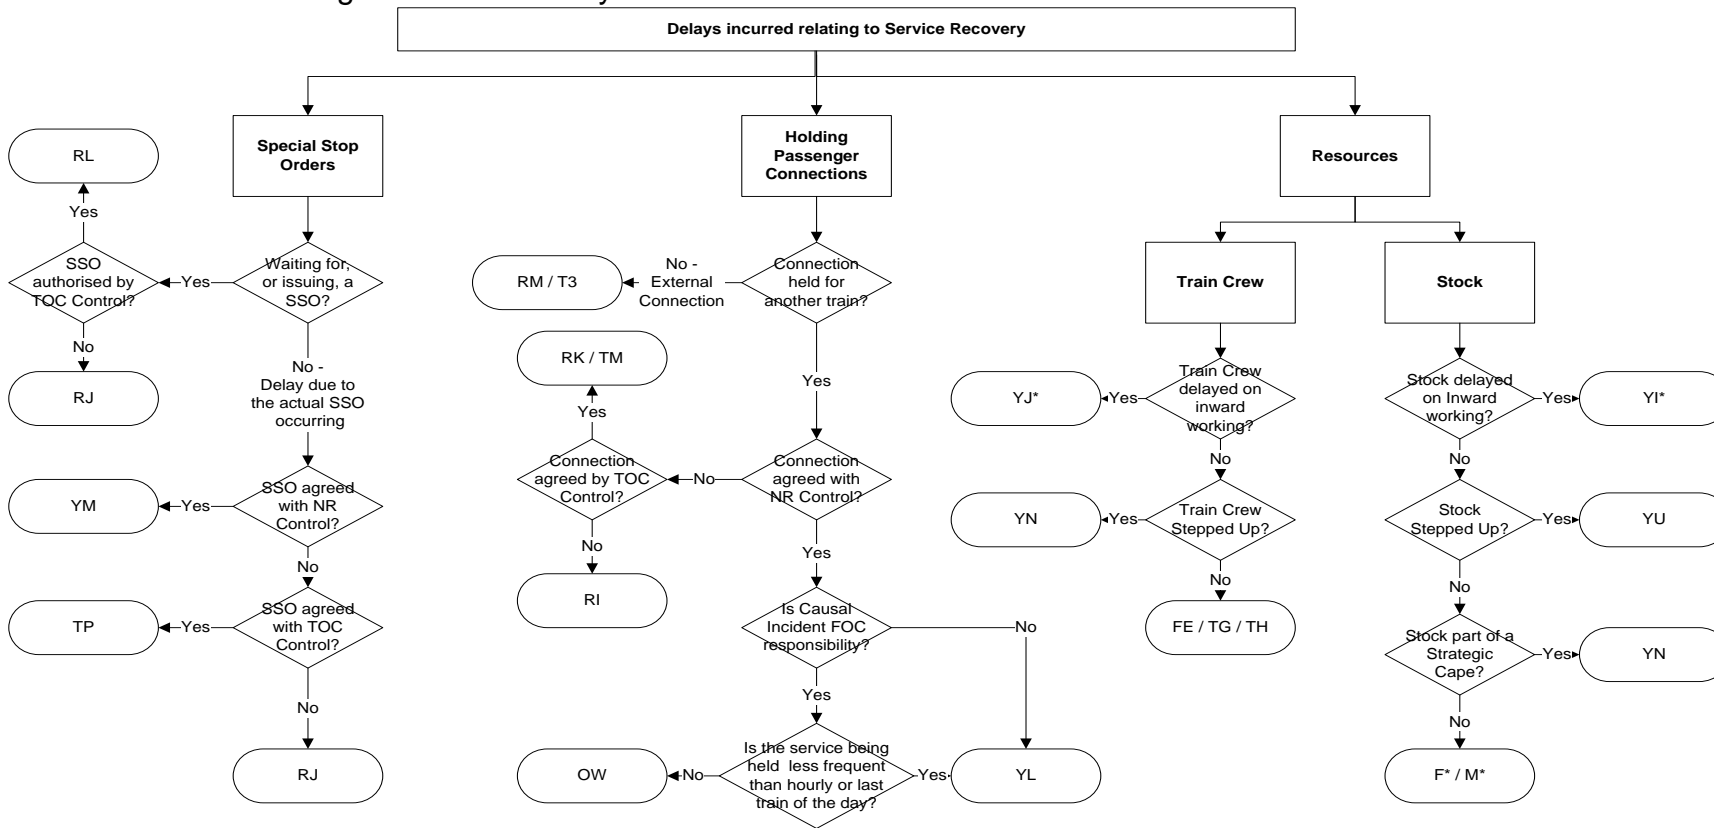 Delays incurred relating to Service Recovery
Special Stop
Orders
Holding
Passenger
Connections
Resources
RL
Yes
SSO
authorised by
TOC Control?
Yes
Waiting for,
or issuing, a
SSO?
No
RJ
No -
Delay due to
the actual SSO
occurring
YM
Yes
SSO agreed
with NR
Control?
No
TP
Yes
SSO agreed
with TOC
Control?
No
RJ
RM / T3
No -
External
Connection
Connection
held for
another train?
Yes
RK / TM
Yes
Connection
agreed by TOC
Control?
No
Connection
agreed with
NR Control?
No
RI
Yes
Is Causal
Incident FOC
responsibility?
No
Yes
OW
No
Is the service being
held less frequent
than hourly or last
train of the day?
Yes
YL
Train Crew
Stock
YJ*
Yes
Train Crew
delayed on
inward
working?
No
YN
Yes
Train Crew
Stepped Up?
No
FE / TG / TH
Stock delayed
on Inward
working?
Yes
YI*
No
Stock
Stepped Up?
Yes
YU
No
Stock part of a
Strategic
Cape?
Yes
YN
No
F* / M*